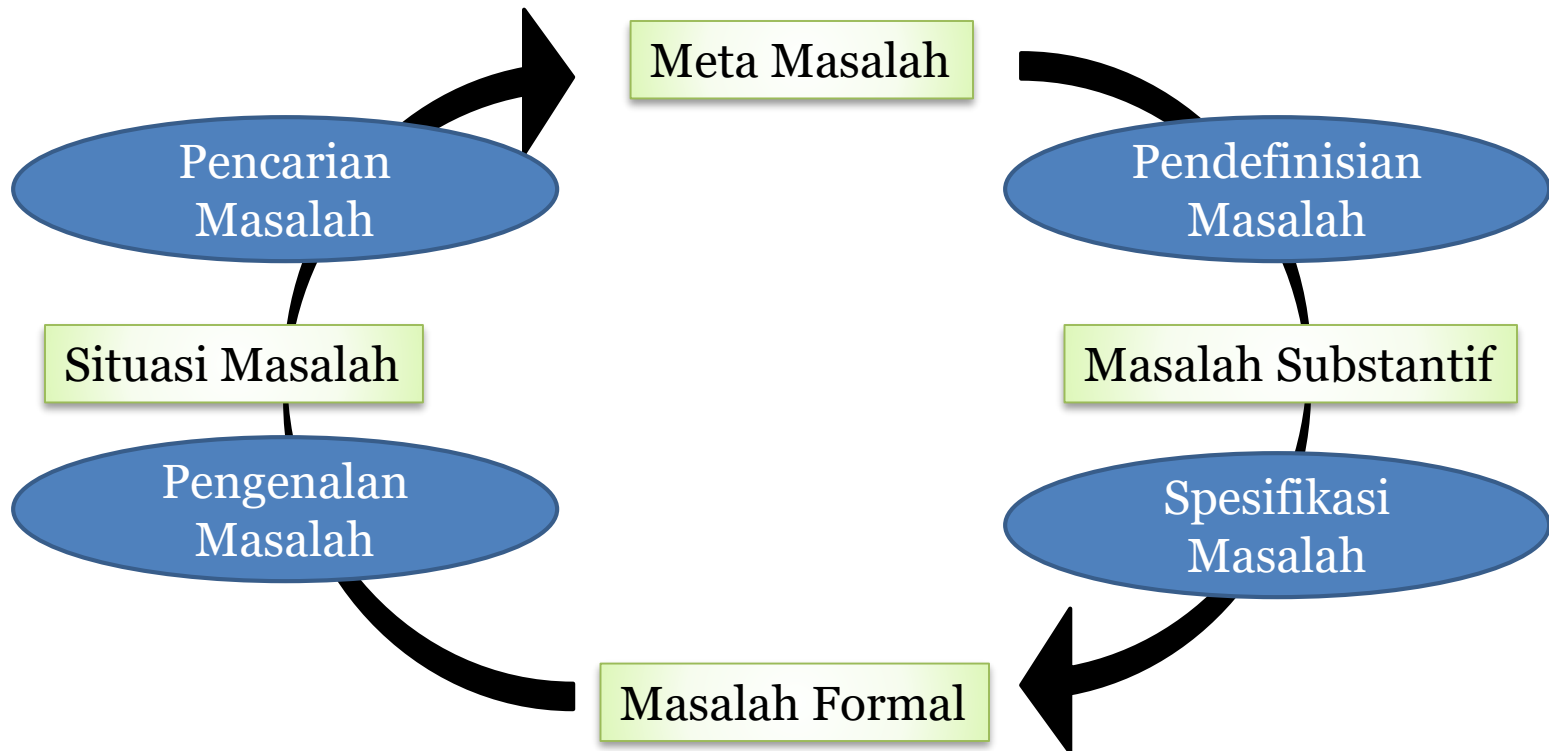 Meta Masalah
Pencarian
Masalah
Pendefinisian
Masalah
Situasi Masalah
Masalah Substantif
Pengenalan
Masalah
Spesifikasi
Masalah
Masalah Formal